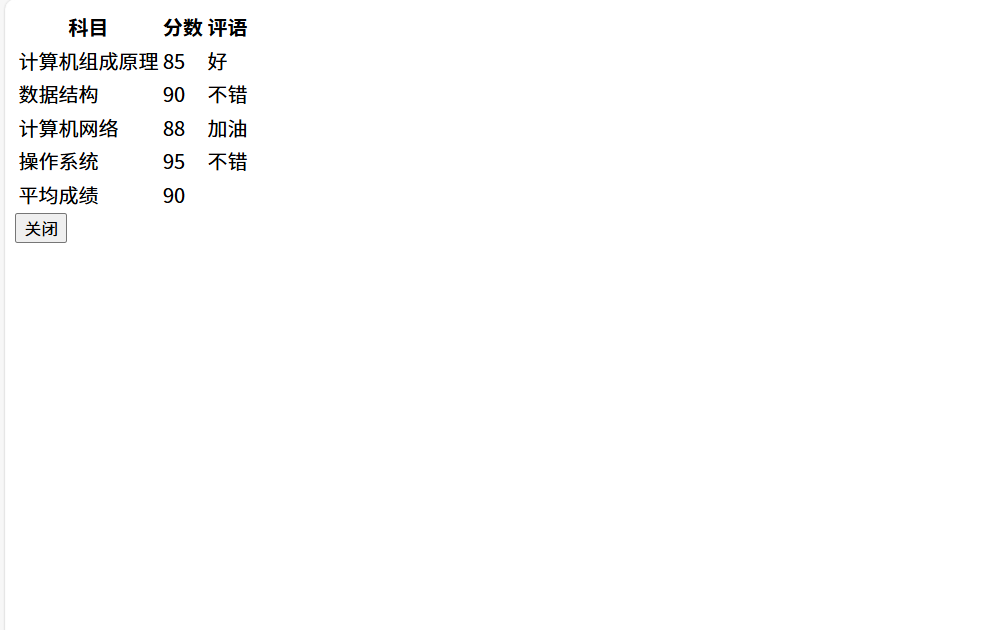 科目 分数 评语
计算机组成原理 85 好
数据结构 90 不错
计算机网络 88 加油
操作系统 95 不错
平均成绩 90
关闭